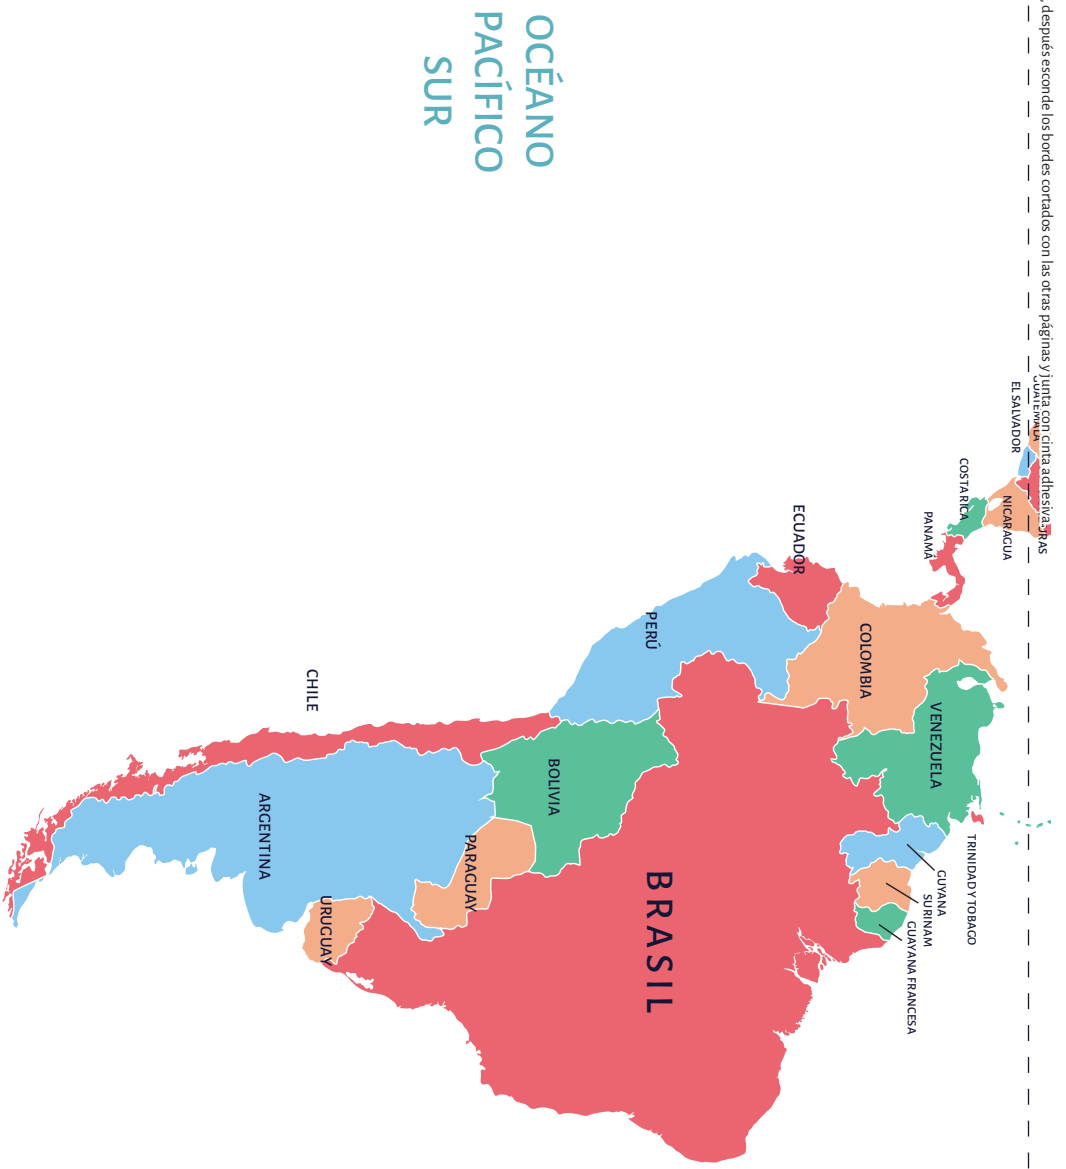 , después esconde los bordes cortados con las otras páginas y junta con cinta adhesiva.
GUATEMALA
RAS
EL SALVADOR
NICARAGUA
COSTA RICA
PANAMÁ
TRINIDAD Y TOBAGO
VENEZUELA
GUYANA
SURINAM
GUAYANA FRANCESA
COLOMBIA
ECUADOR
PERÚ
BRASIL
OCÉANO
PACÍFICO
SUR
BOLIVIA
PARAGUAY
CHILE
URUGUAY
ARGENTINA